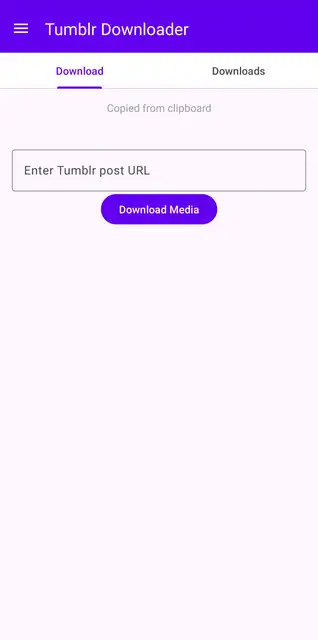 Tumblr Downloader
Download
Downloads
Copied from clipboard
Enter Tumblr post URL
Download Media